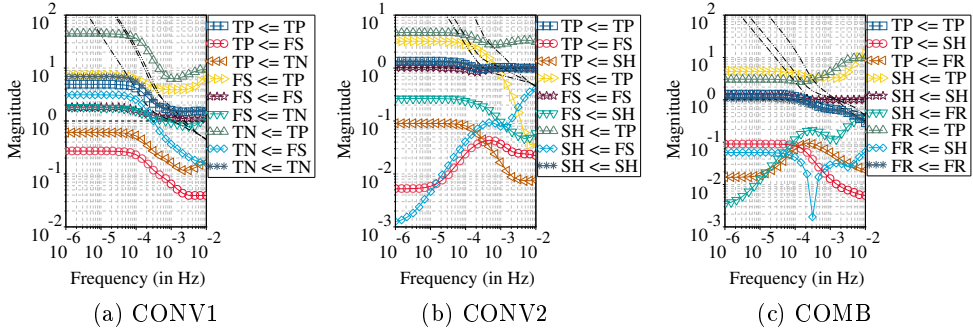 10^2
10^1
10^0
10^-1
10^-2
Magnitude
10^-6
10^-5
10^-4
10^-3
10^-2
Frequency (in Hz)
TP <= TP
TP <= FS
TP <= TN
FS <= TP
FS <= FS
FS <= TN
TN <= TP
TN <= FS
TN <= TN
(a) CONV1
10^2
10^1
10^0
10^-1
10^-2
10^-3
Magnitude
10^-6
10^-5
10^-4
10^-3
10^-2
Frequency (in Hz)
TP <= TP
TP <= FS
TP <= SH
FS <= TP
FS <= FS
FS <= SH
SH <= TP
SH <= FS
SH <= SH
(b) CONV2
10^2
10^1
10^0
10^-1
10^-2
10^-3
Magnitude
10^-6
10^-5
10^-4
10^-3
10^-2
Frequency (in Hz)
TP <= TP
TP <= SH
TP <= FR
SH <= TP
SH <= SH
SH <= FR
FR <= TP
FR <= SH
FR <= FR
(c) COMB